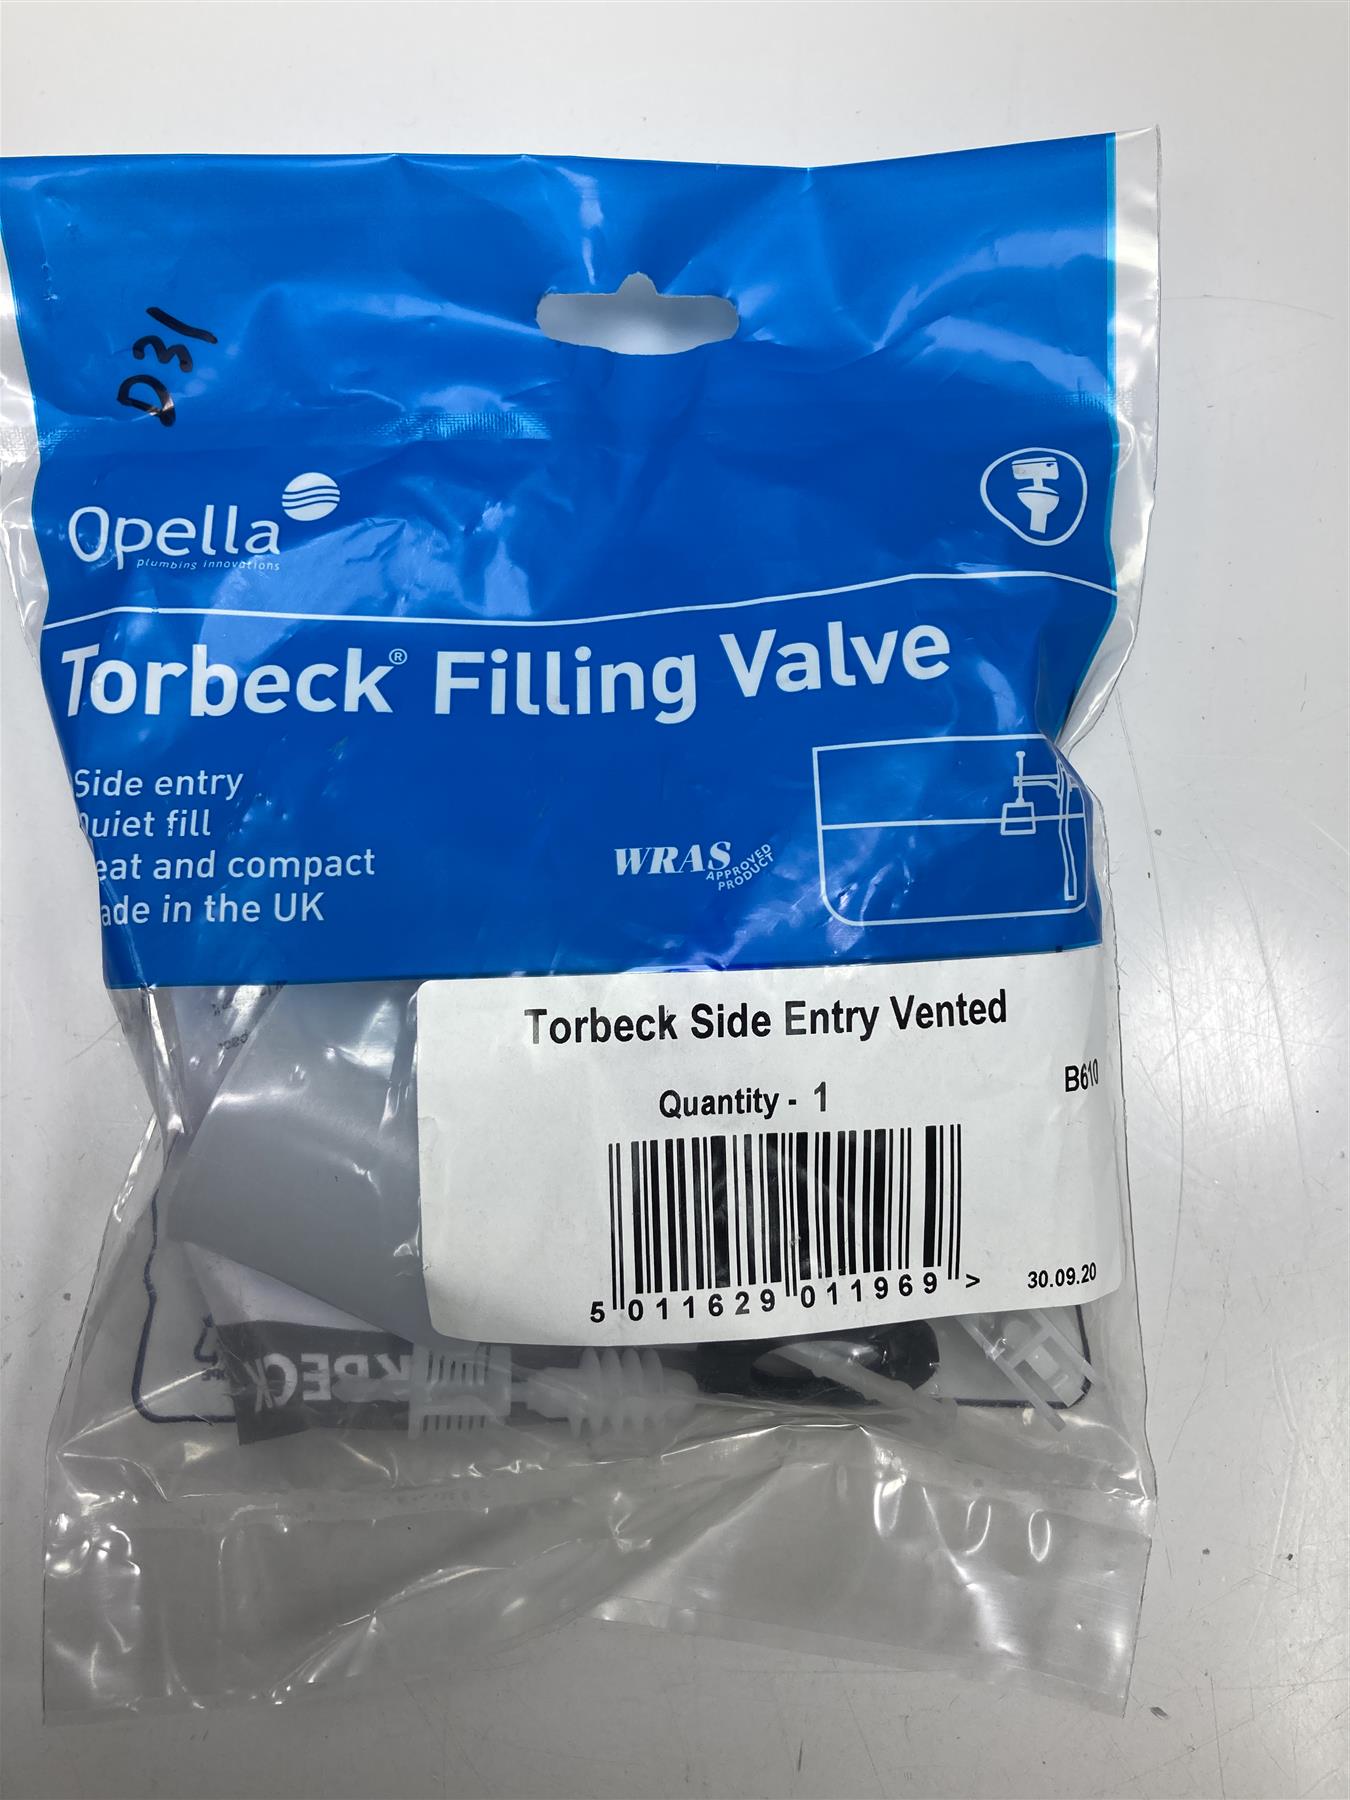 D31
Opella
plumbing innovations
Torbeck® Filling Valve
Side entry
Quiet fill
eat and compact
ade in the UK
WRAS
APPROVED
PRODUCT
Torbeck Side Entry Vented
B610
Quantity - 1
5 011629 011969 >
30.09.20